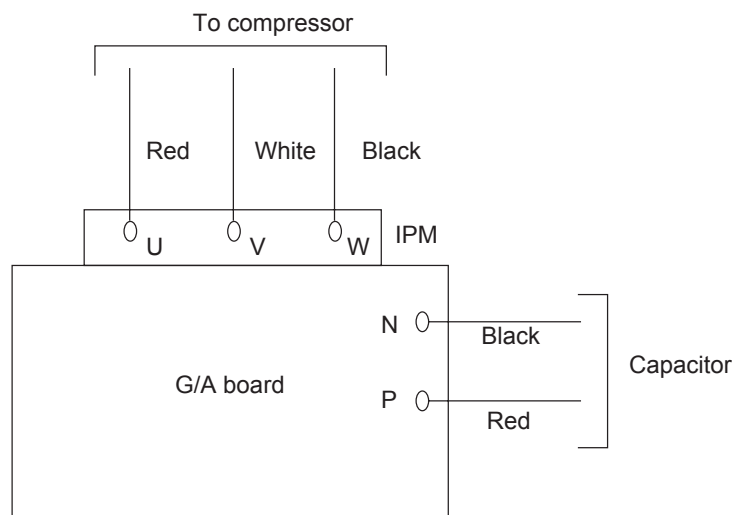 To compressor
Red White Black
U V W IPM
N
Black
G/A board
Capacitor
P
Red